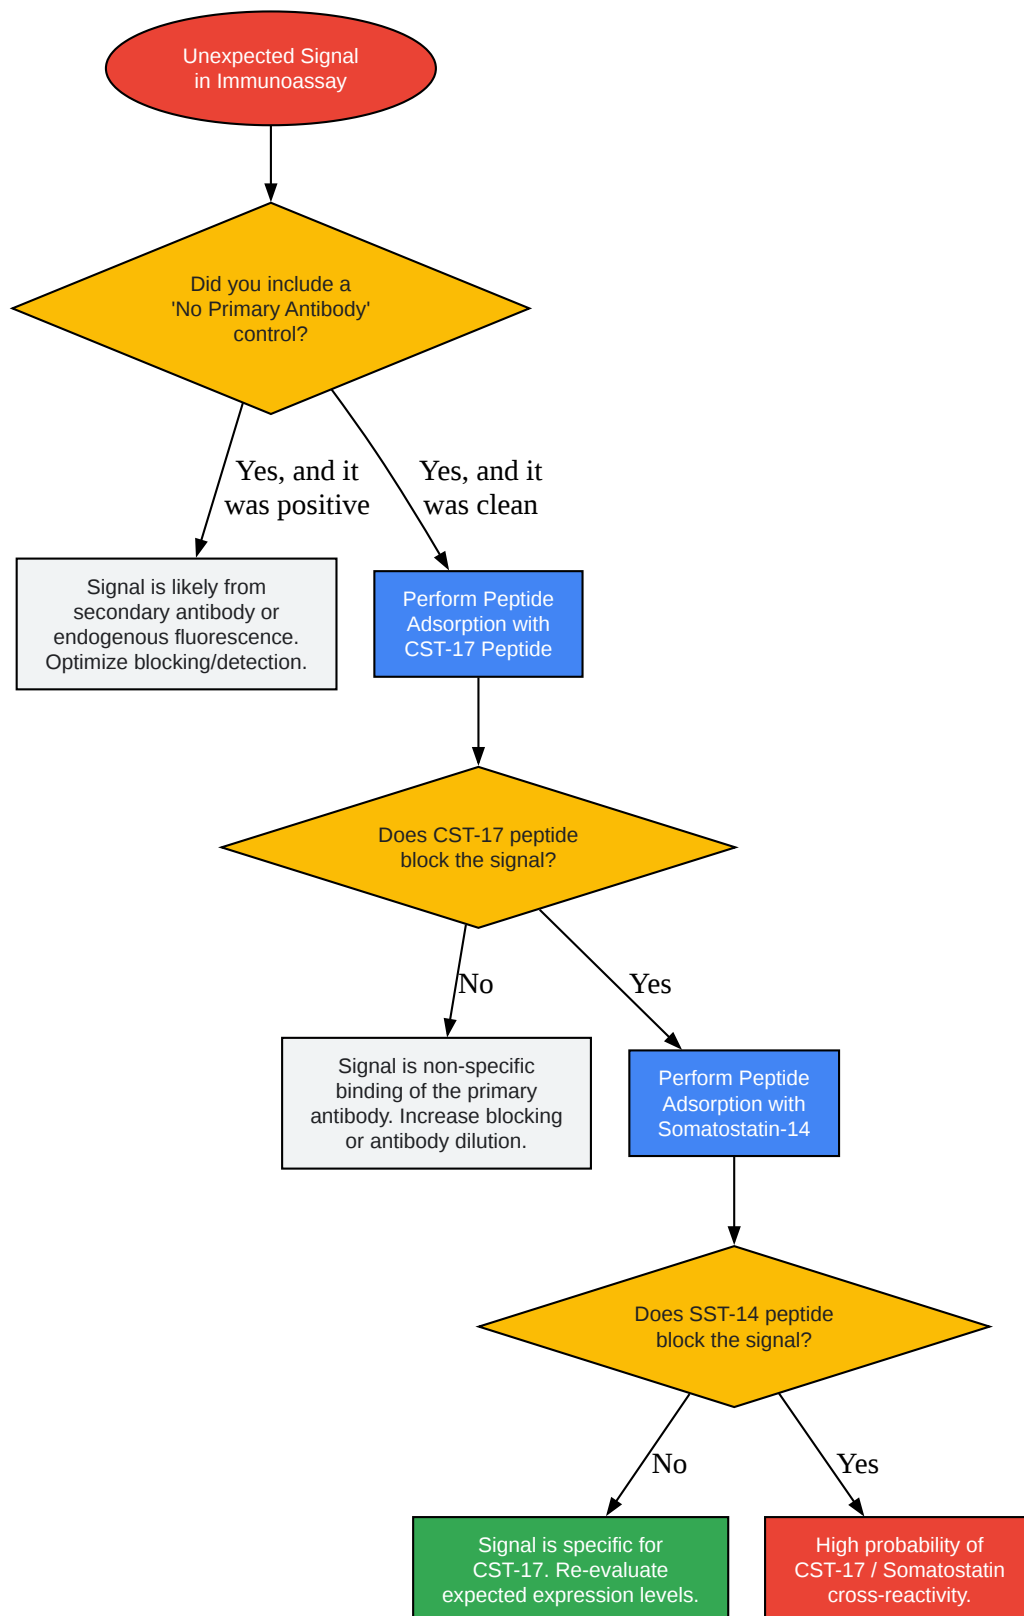 Unexpected Signal
in Immunoassay
Did you include a
'No Primary Antibody'
control?
Yes, and it
was positive
Yes, and it
was clean
Signal is likely from
secondary antibody or
endogenous fluorescence.
Optimize blocking/detection.
Perform Peptide
Adsorption with
CST-17 Peptide
Does CST-17 peptide
block the signal?
No
Yes
Signal is non-specific
binding of the primary
antibody. Increase blocking
or antibody dilution.
Perform Peptide
Adsorption with
Somatostatin-14
Does SST-14 peptide
block the signal?
No
Yes
Signal is specific for
CST-17. Re-evaluate
expected expression levels.
High probability of
CST-17 / Somatostatin
cross-reactivity.